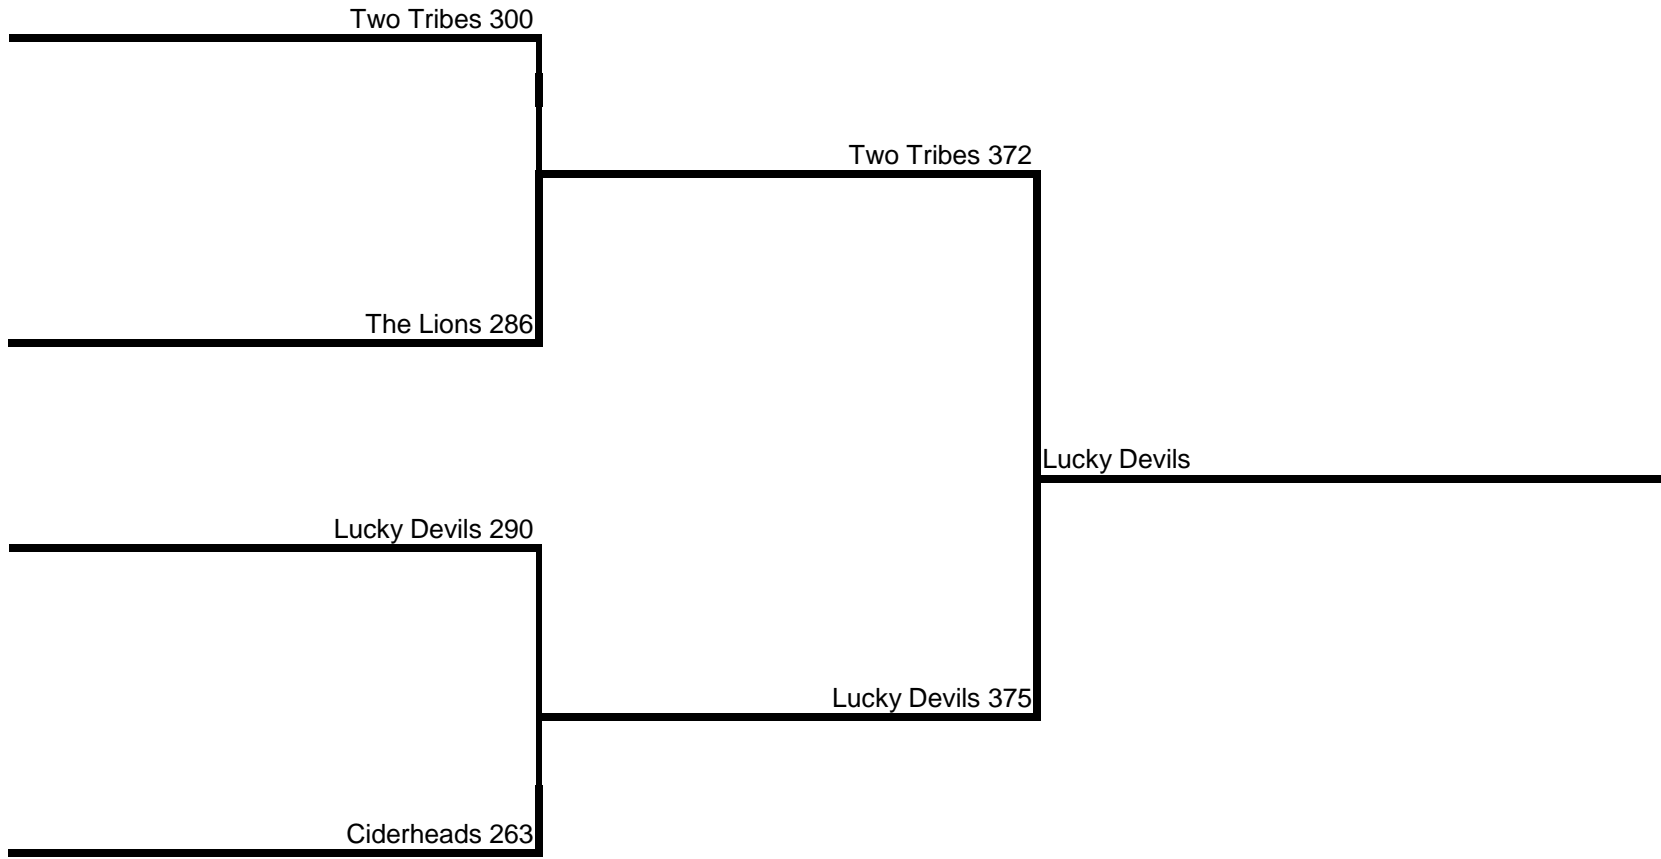 Two Tribes 300
Two Tribes 372
The Lions 286
Lucky Devils
Lucky Devils 290
Lucky Devils 375
Ciderheads 263